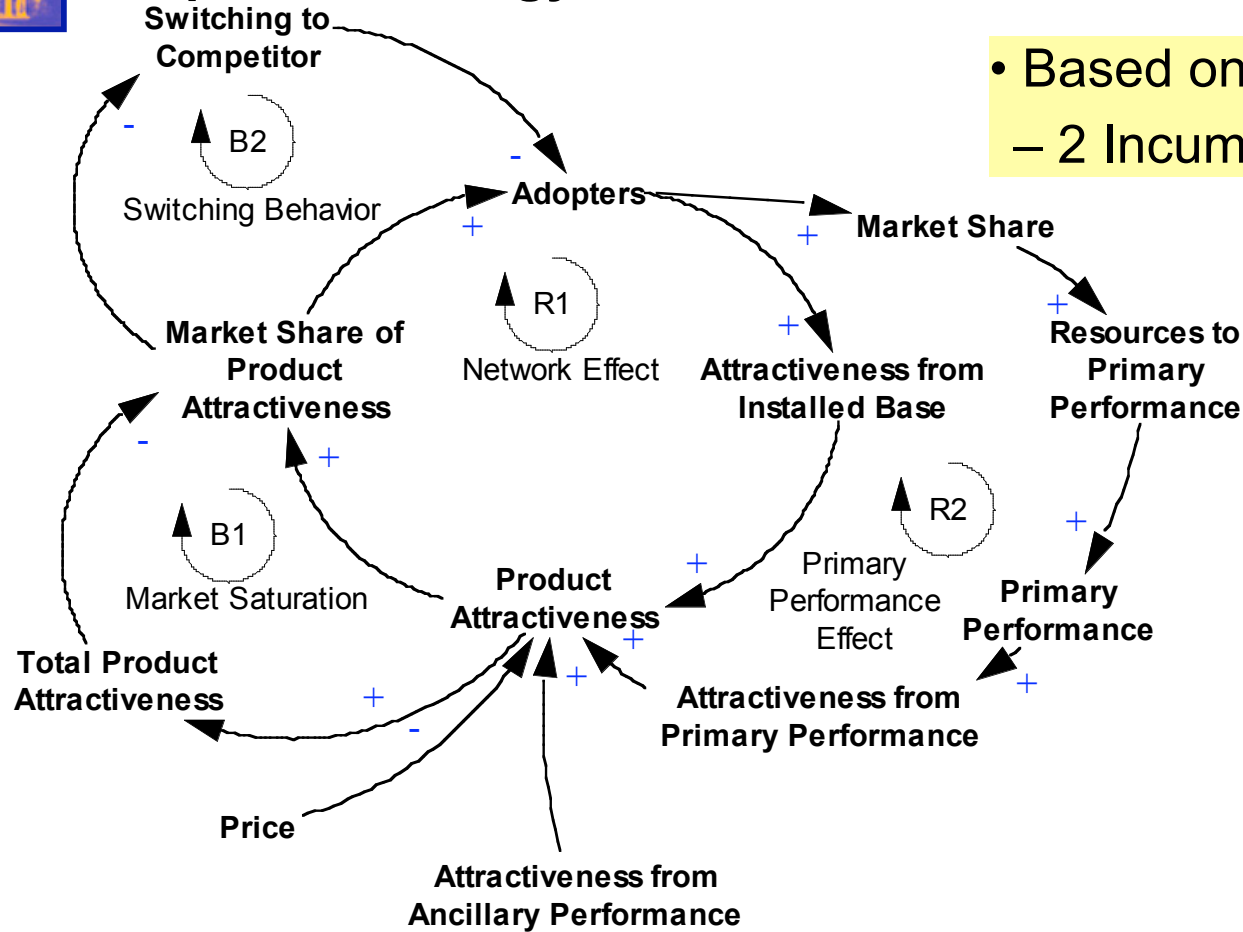 Switching to
Competitor
• Based on
– 2 Incum
-
B2
Switching Behavior
-
Adopters
+
+
Market Share
R1
Network Effect
+
+
Market Share of
Product
Attractiveness
Attractiveness from
Installed Base
Resources to
Primary
Performance
-
+
B1
Market Saturation
R2
Primary
Performance
Effect
+
+
Product
Attractiveness
Primary
Performance
+
+
+
Total Product
Attractiveness
+
-
Attractiveness from
Primary Performance
Price
Attractiveness from
Ancillary Performance